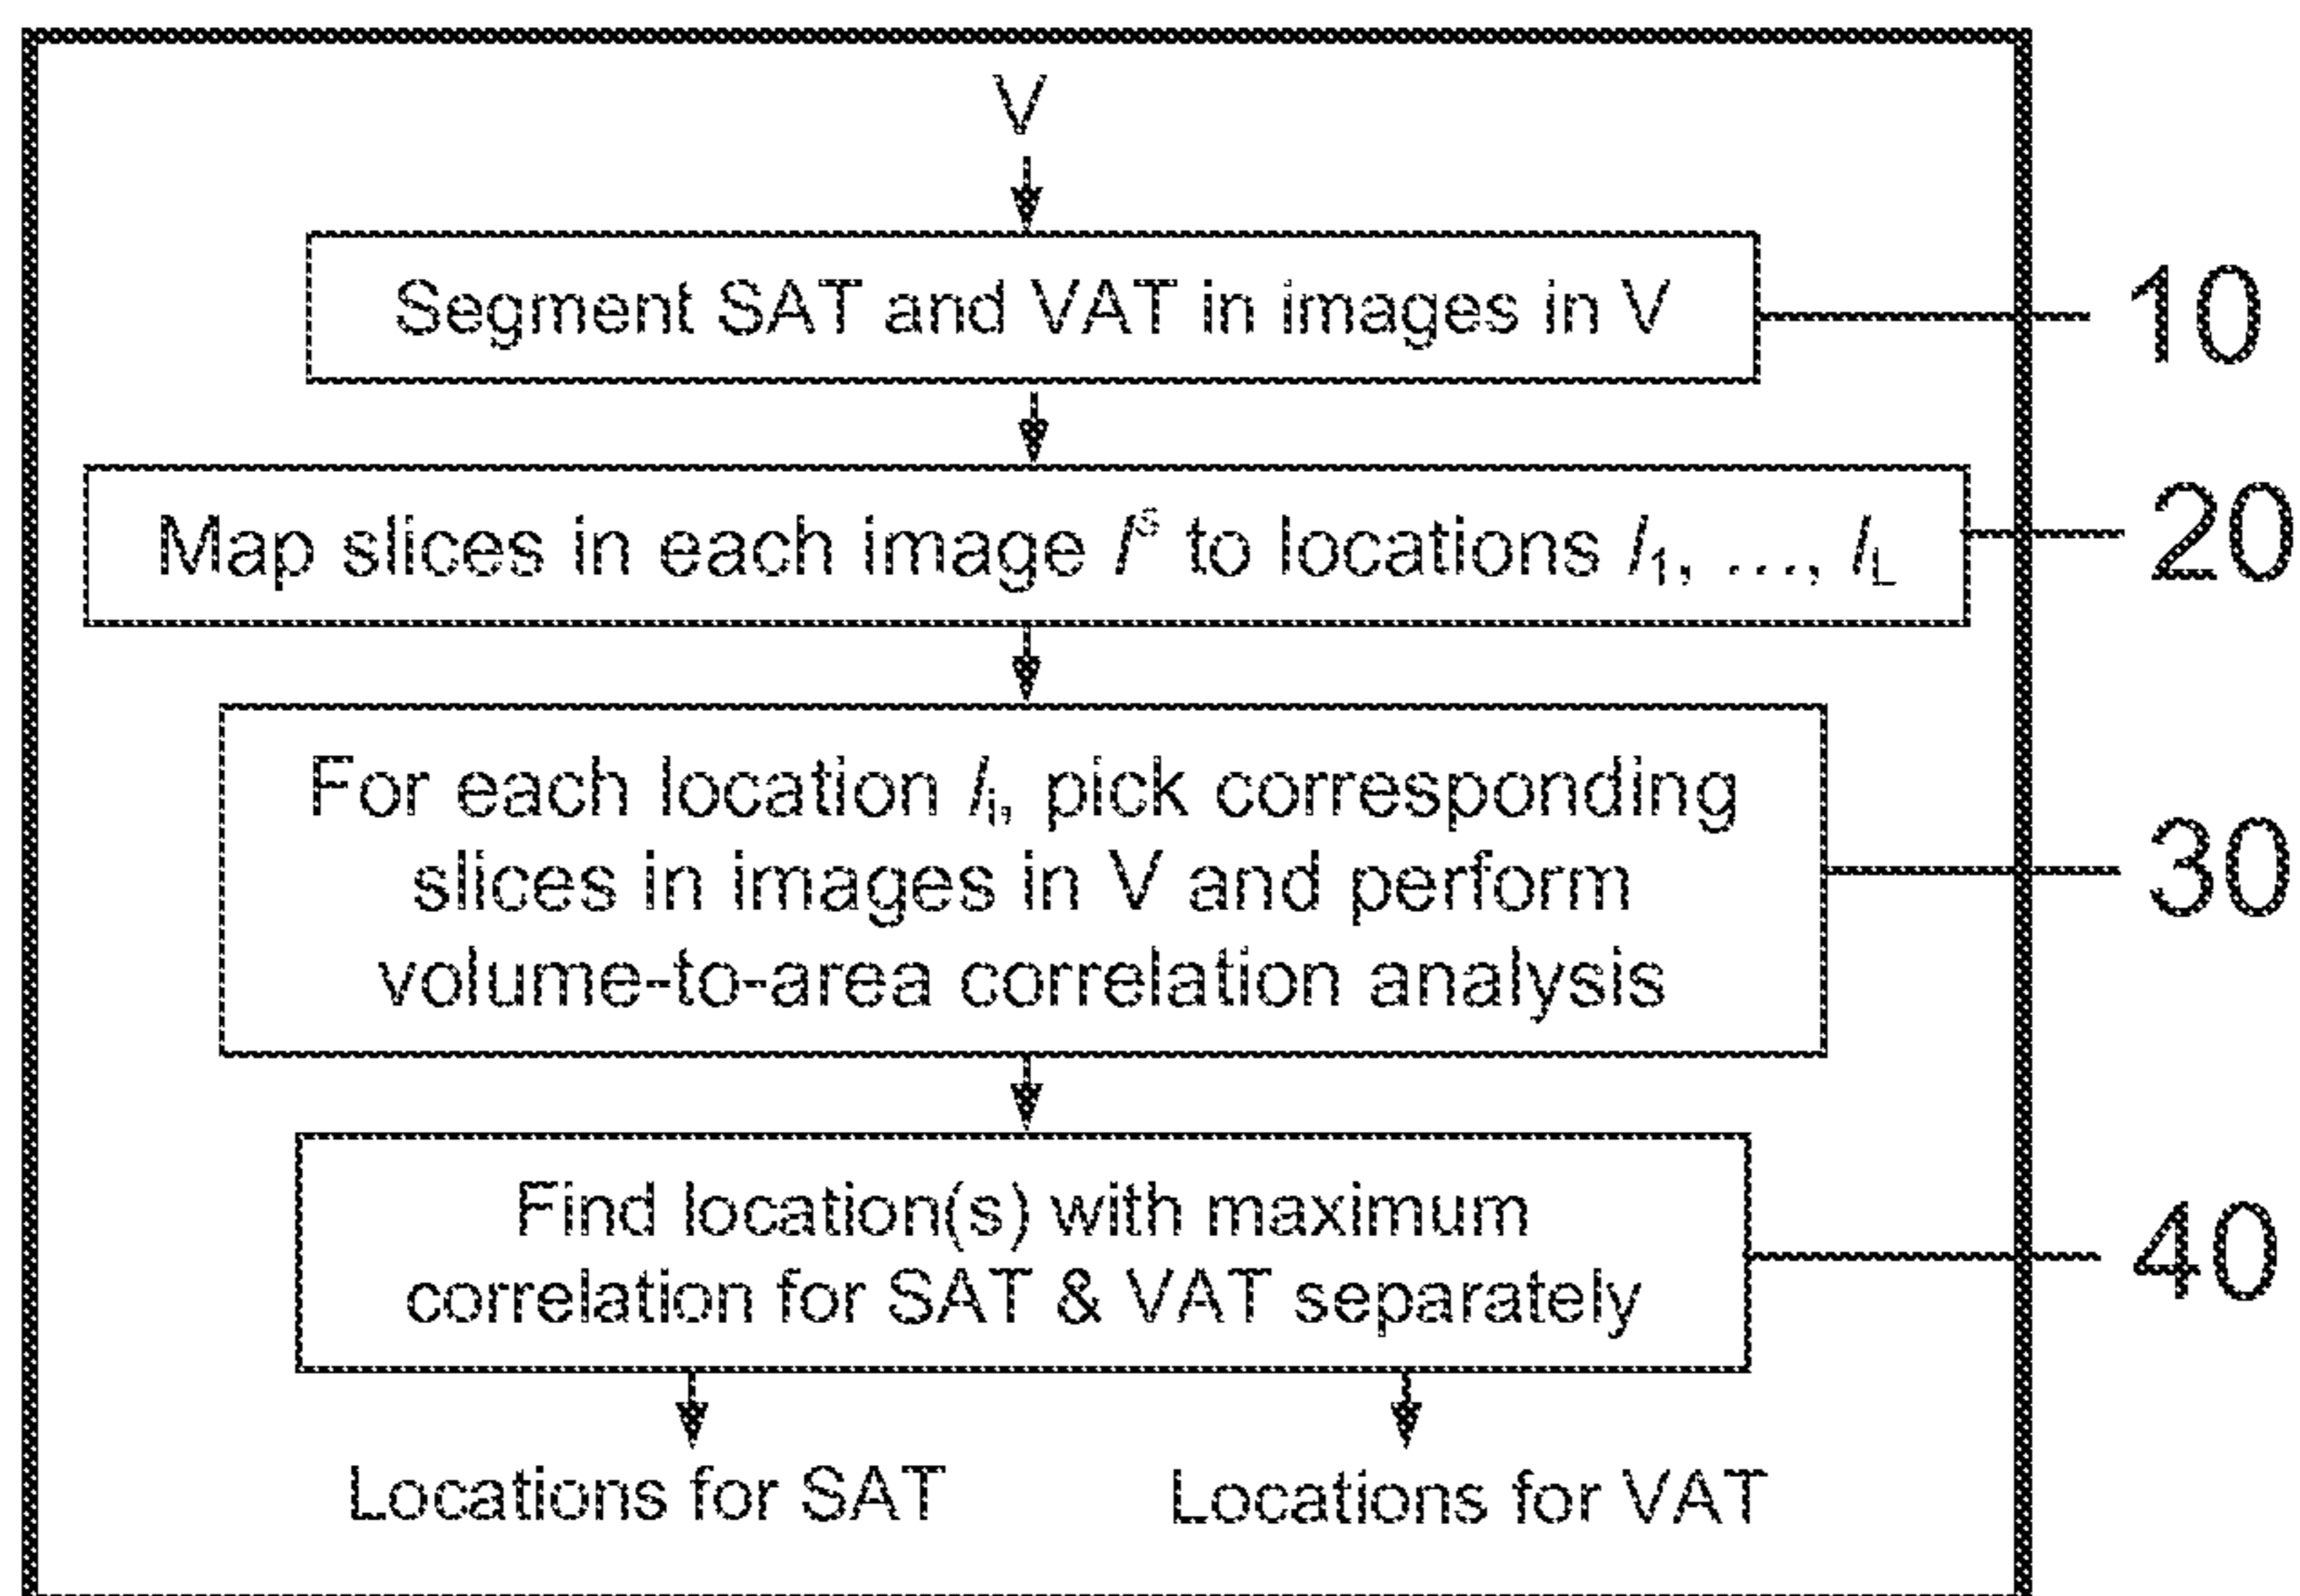 V
Segment SAT and VAT in images in V
10
Map slices in each image Iˢ to locations l₁, ..., l_L
20
For each location lᵢ, pick corresponding
slices in images in V and perform
volume-to-area correlation analysis
30
Find location(s) with maximum
correlation for SAT & VAT separately
40
Locations for SAT
Locations for VAT